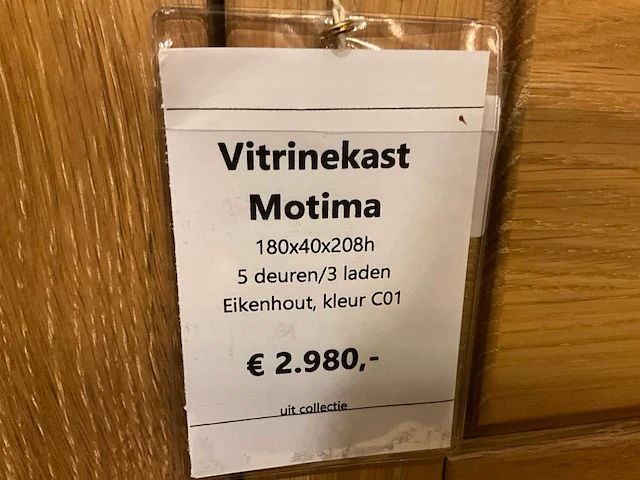 Vitrinekast
Motima
180x40x208h
5 deuren/3 laden
Eikenhout, kleur C01
€ 2.980,-
uit collectie